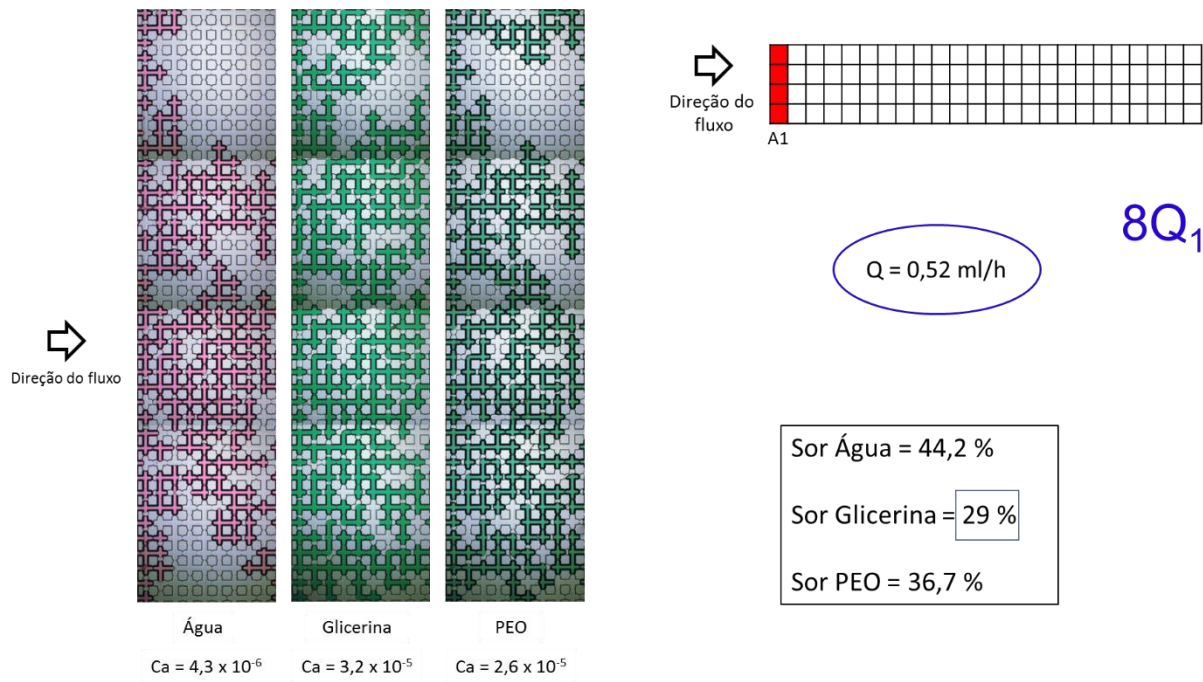 Direção do
fluxo
A1
8Q₁
Q = 0,52 ml/h
Direção do fluxo
Sor Água = 44,2 %
Sor Glicerina = 29 %
Sor PEO = 36,7 %
Água
Glicerina
PEO
Ca = 4,3 x 10⁻⁶
Ca = 3,2 x 10⁻⁵
Ca = 2,6 x 10⁻⁵